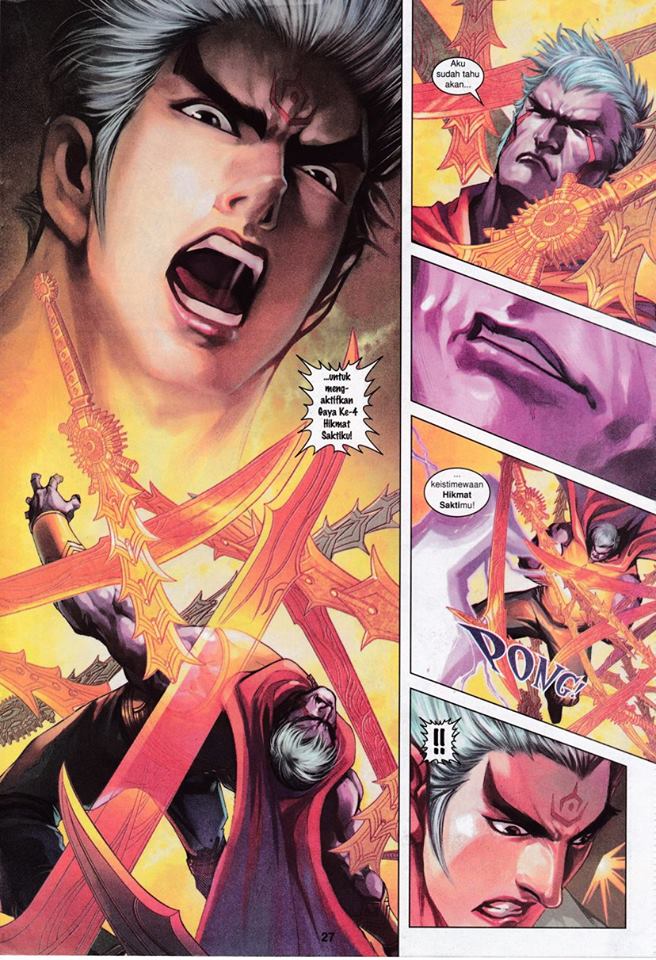 ...untuk
meng-
aktifkan
Gaya Ke-4
Hikmat
Saktiku!
Aku
sudah tahu
akan...
...
keistimewaan
Hikmat
Saktimu!
PONG!
!!
27